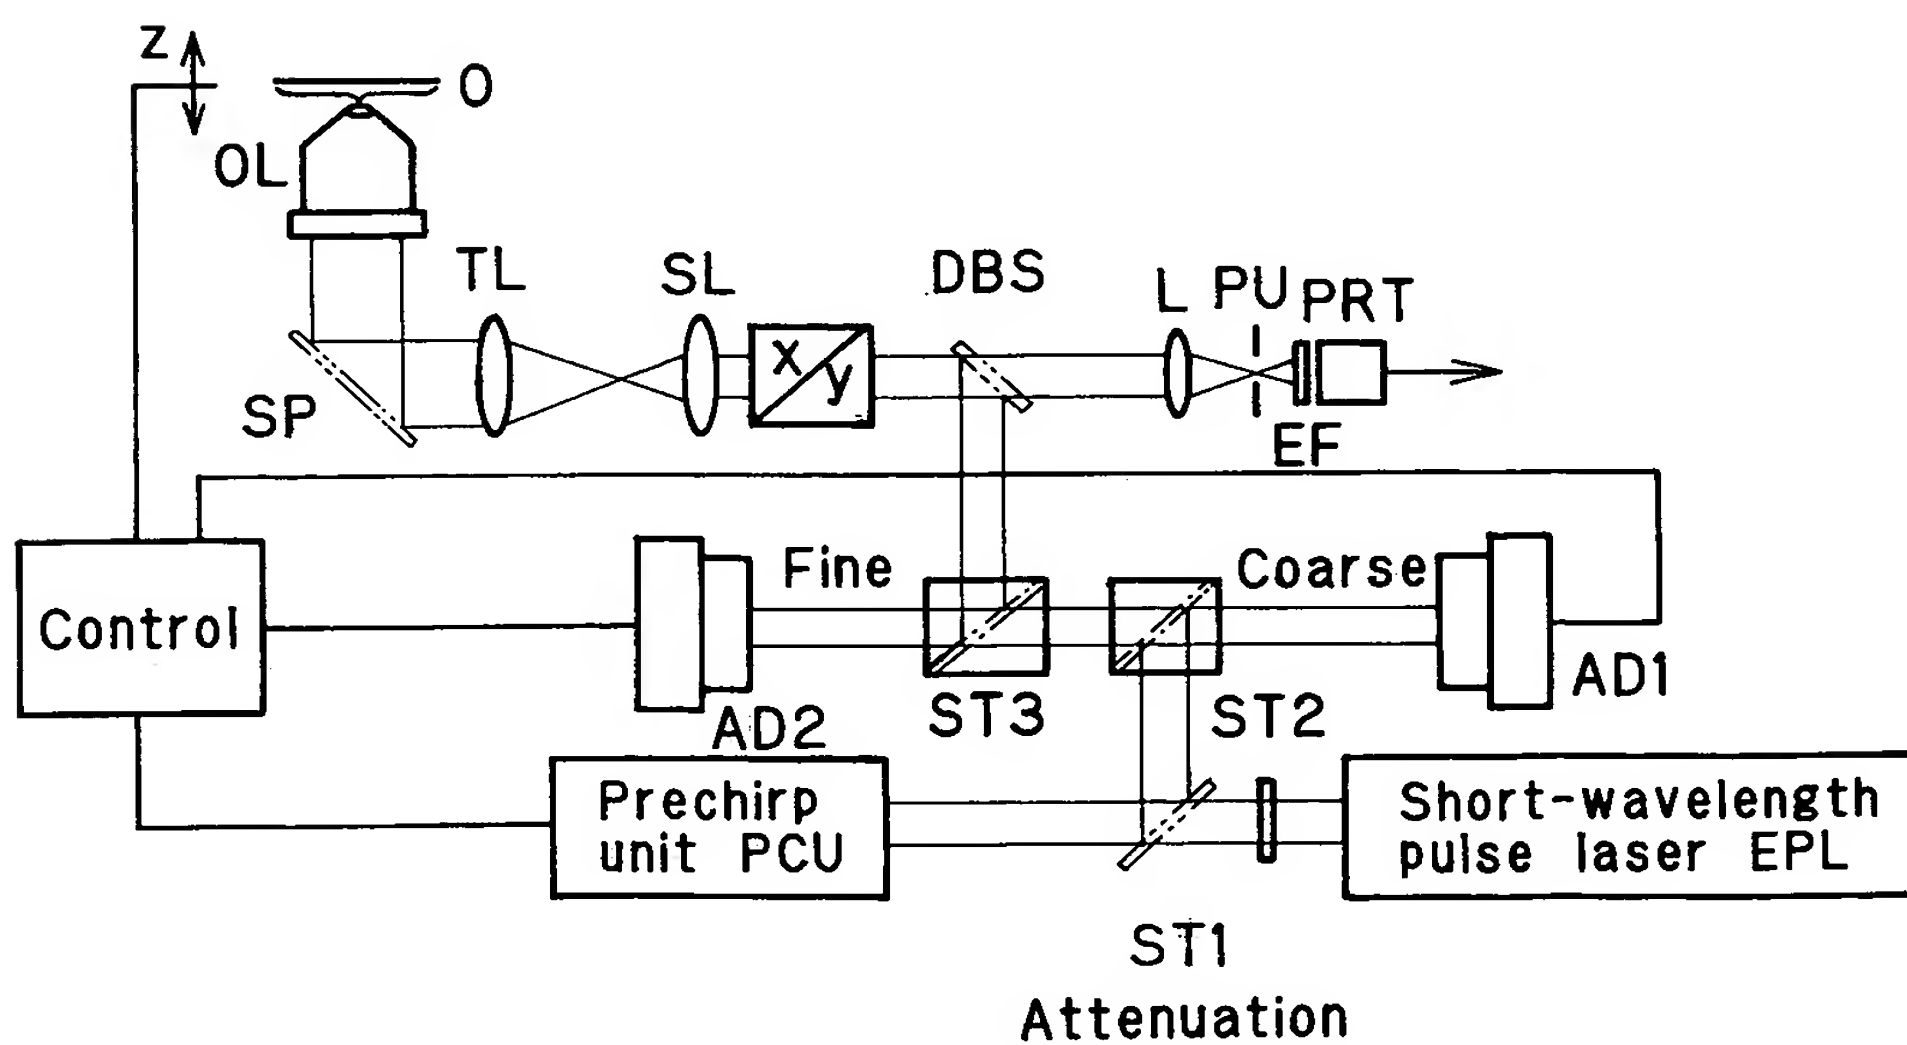 Z
O
OL
TL
SL
DBS
L
PU
PRT
x
y
SP
EF
Fine
Coarse
Control
AD1
ST3
ST2
AD2
Prechirp
unit PCU
Short-wavelength
pulse laser EPL
ST1
Attenuation